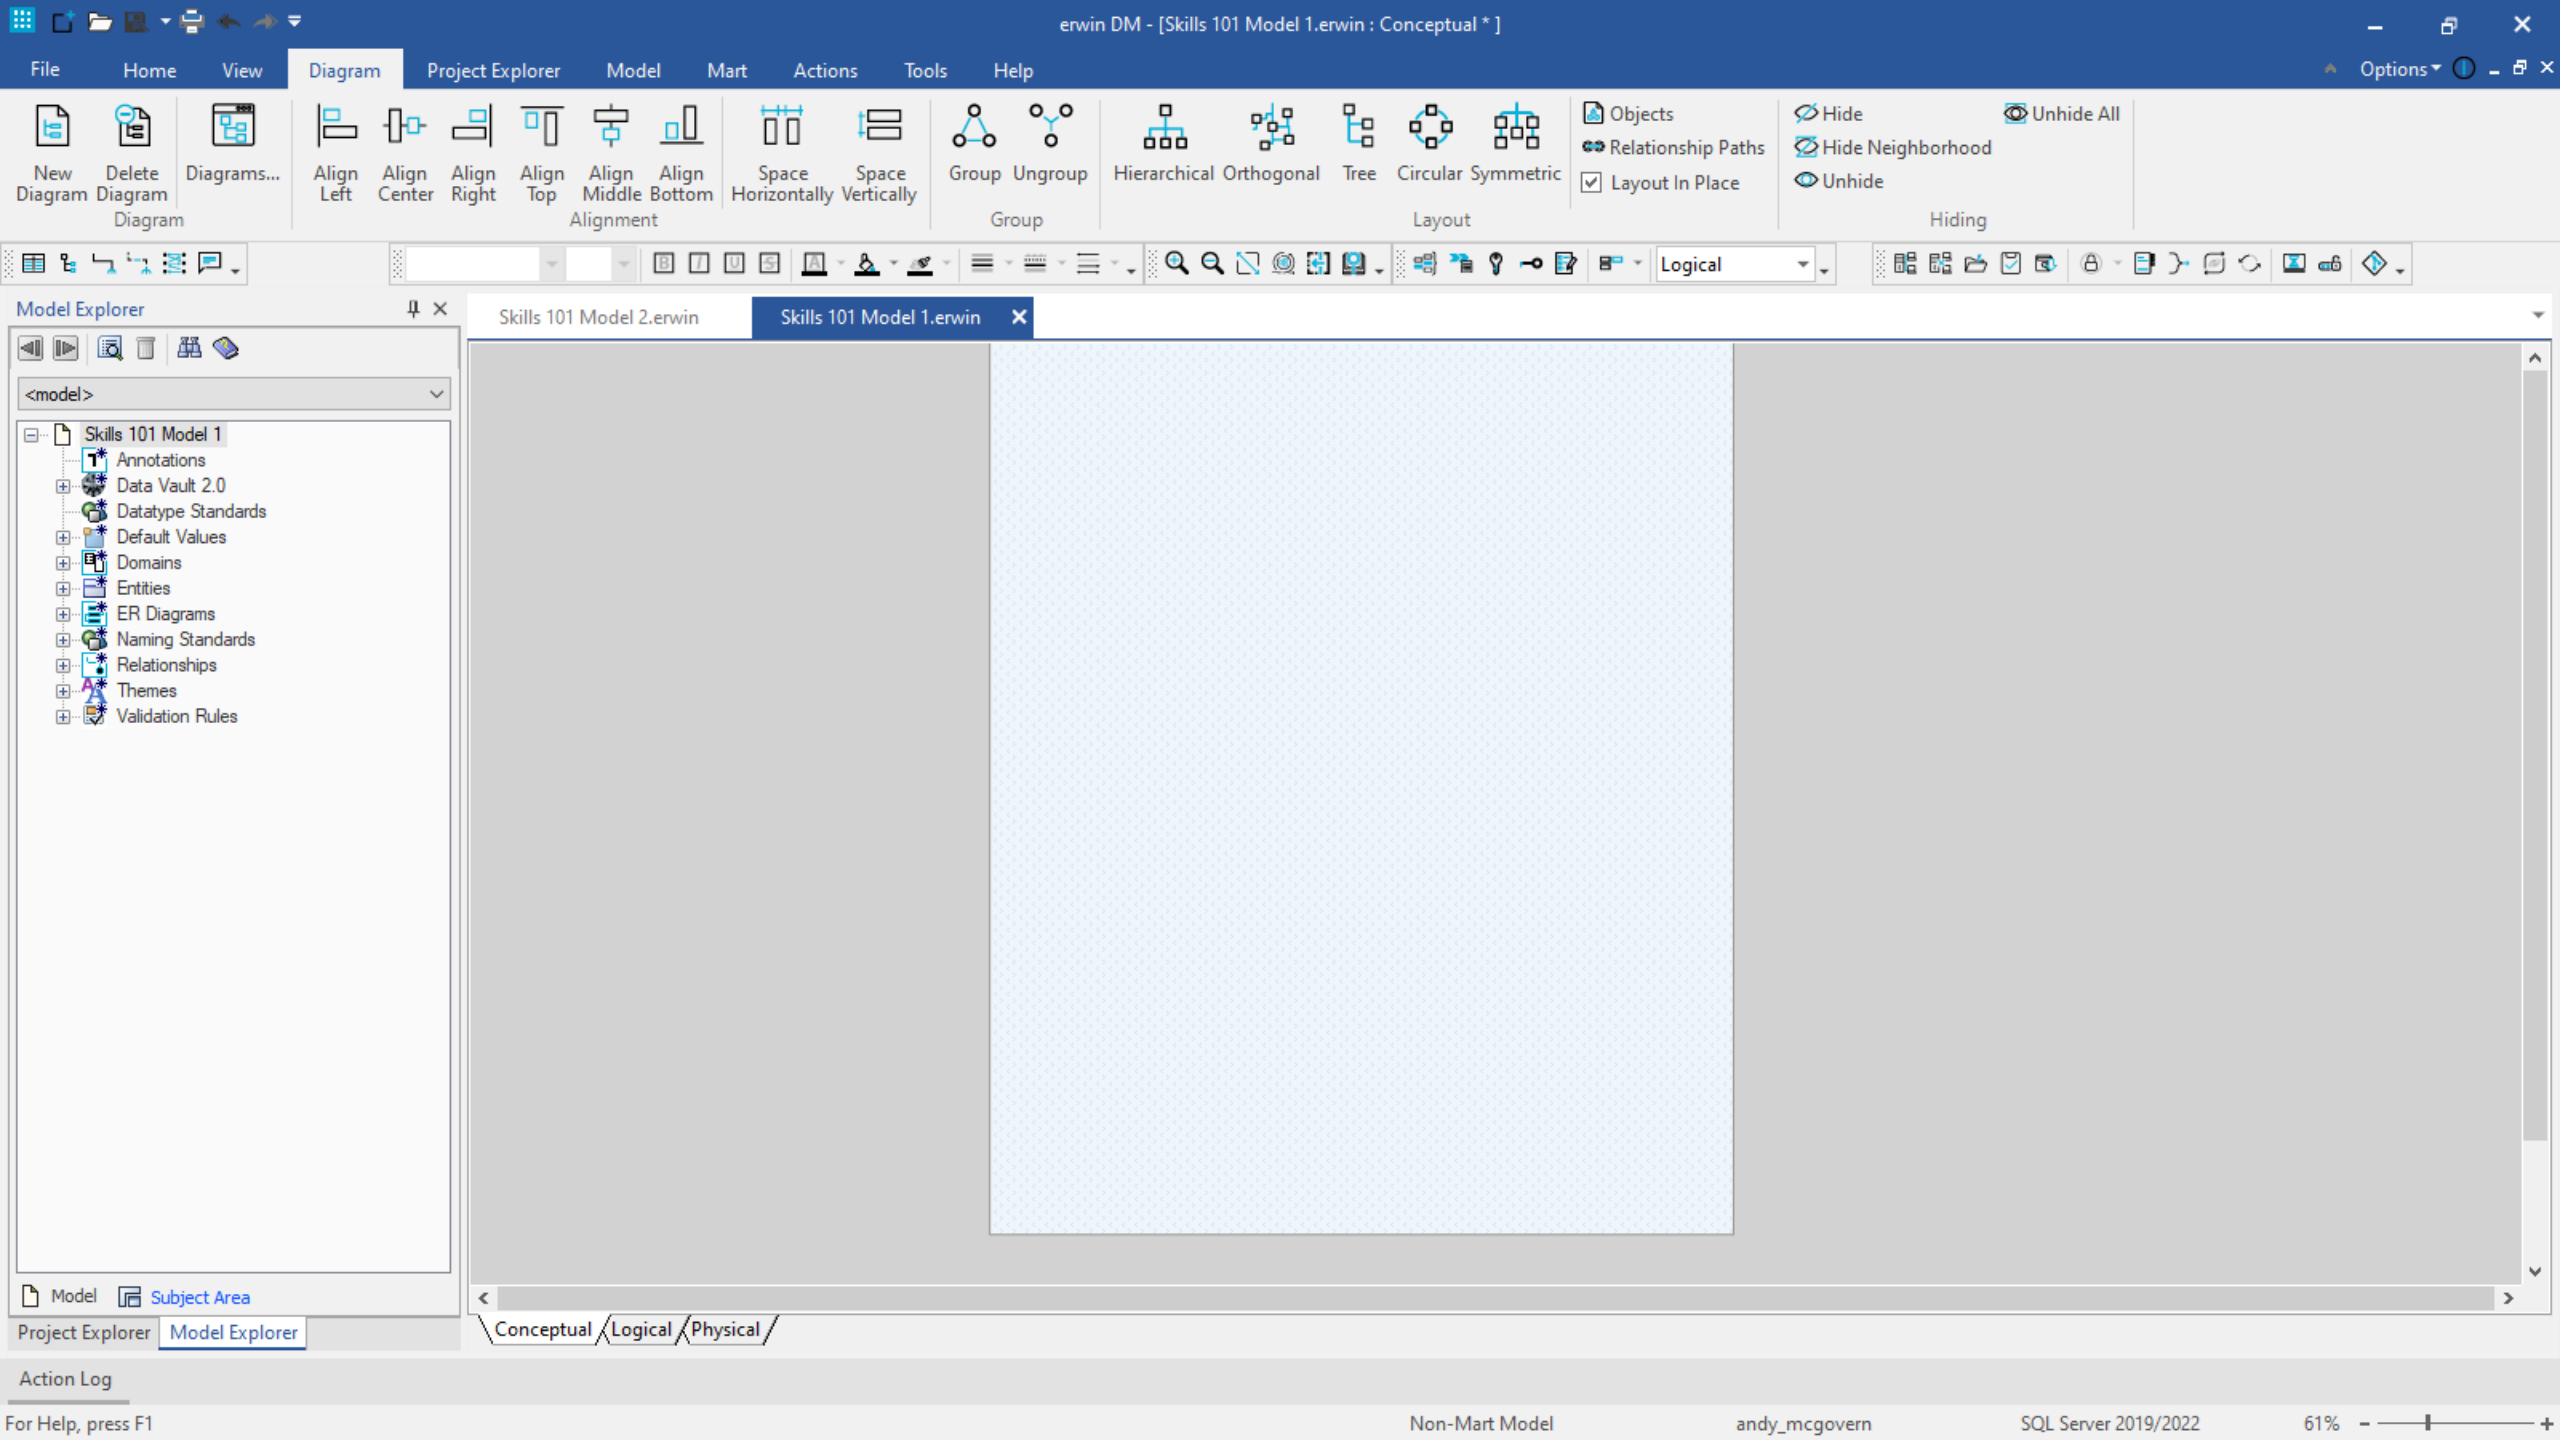 erwin DM - [Skills 101 Model 1.erwin : Conceptual * ]
File Home View Diagram Project Explorer Model Mart Actions Tools Help Options
New Diagram
Delete Diagram
Diagrams...
Diagram
Align Left
Align Center
Align Right
Align Top
Align Middle
Align Bottom
Space Horizontally
Space Vertically
Alignment
Group
Ungroup
Group
Hierarchical
Orthogonal
Tree
Circular
Symmetric
Objects
Relationship Paths
Layout In Place
Layout
Hide
Hide Neighborhood
Unhide
Unhide All
Hiding
B I U S A
Logical
Model Explorer
Skills 101 Model 2.erwin
Skills 101 Model 1.erwin
<model>
Skills 101 Model 1
Annotations
Data Vault 2.0
Datatype Standards
Default Values
Domains
Entities
ER Diagrams
Naming Standards
Relationships
Themes
Validation Rules
Model Subject Area
Project Explorer Model Explorer
Conceptual Logical Physical
Action Log
For Help, press F1
Non-Mart Model
andy_mcgovern
SQL Server 2019/2022
61%